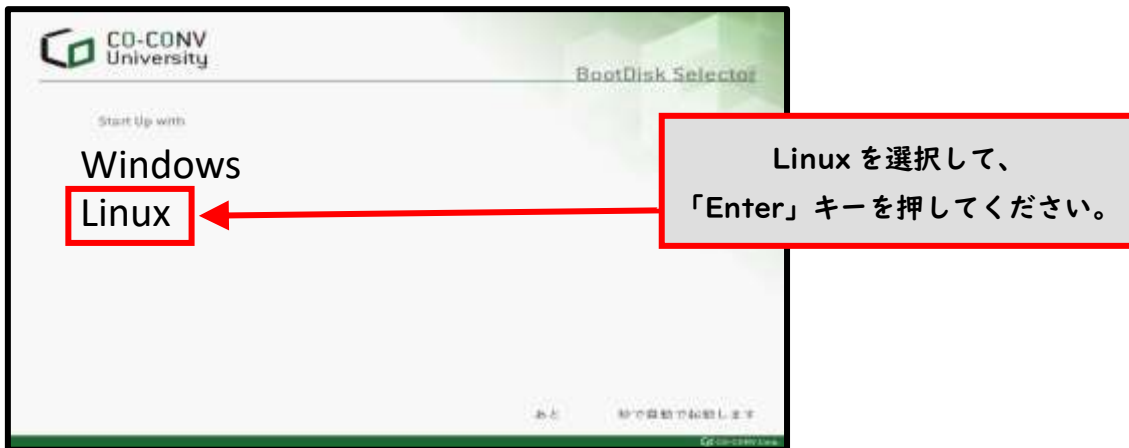 CO-CONV
University
BootDisk Selector
Start Up with
Windows
Linux
Linux を選択して、
「Enter」キーを押してください。
あと 秒で自動で起動します